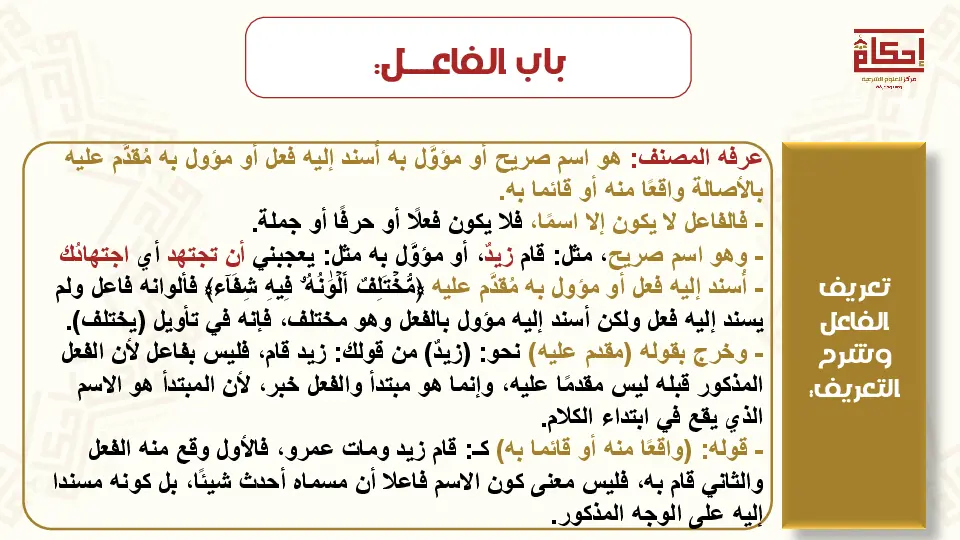 باب الفاعـــل:
إحكام
مركز للعلوم الشرعية
تعريف
الفاعل
وشرح
التعريف:
عرفه المصنف: هو اسم صريح أو مؤوَّل به أُسند إليه فعل أو مؤول به مُقدَّم عليه
بالأصالة واقعًا منه أو قائما به.
- فالفاعل لا يكون إلا اسمًا، فلا يكون فعلًا أو حرفًا أو جملة.
- وهو اسم صريح، مثل: قام زيدٌ، أو مؤوَّل به مثل: يعجبني أن تجتهد أي اجتهادُك
- أسند إليه فعل أو مؤول به مُقدَّم عليه ﴿مُّخۡتَلِفٌ أَلۡوَٰنُهُۥ فِيهِ شِفَآء﴾ فألوانه فاعل ولم
يسند إليه فعل ولكن أسند إليه مؤول بالفعل وهو مختلف، فإنه في تأويل (يختلف).
- وخرج بقوله (مقدم عليه) نحو: (زيدٌ) من قولك: زيد قام، فليس بفاعل لأن الفعل
المذكور قبله ليس مقدمًا عليه، وإنما هو مبتدأ والفعل خبر، لأن المبتدأ هو الاسم
الذي يقع في ابتداء الكلام.
- قوله: (واقعًا منه أو قائما به) كـ: قام زيد ومات عمرو، فالأول وقع منه الفعل
والثاني قام به، فليس معنى كون الاسم فاعلا أن مسماه أحدث شيئًا، بل كونه مسندا
إليه على الوجه المذكور.